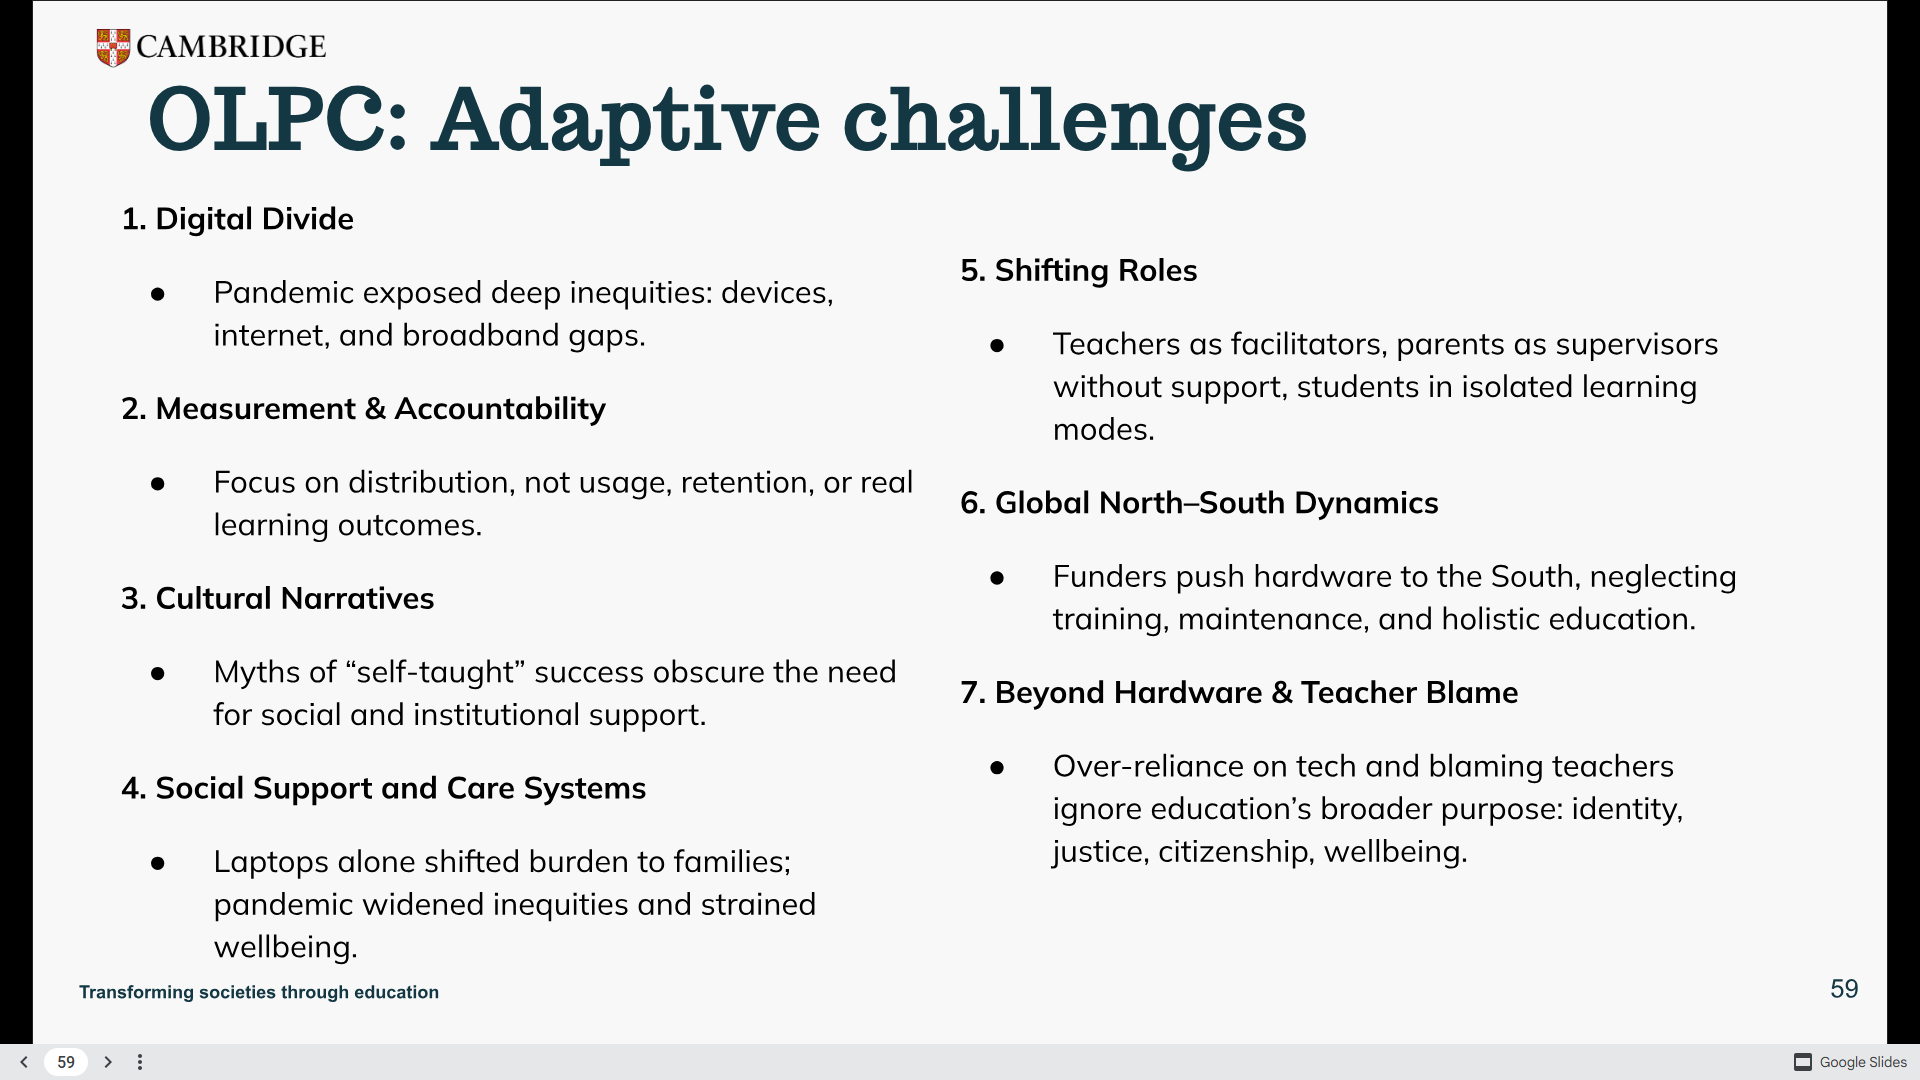 CAMBRIDGE
OLPC: Adaptive challenges
1. Digital Divide
● Pandemic exposed deep inequities: devices,
internet, and broadband gaps.
2. Measurement & Accountability
● Focus on distribution, not usage, retention, or real
learning outcomes.
3. Cultural Narratives
● Myths of “self-taught” success obscure the need
for social and institutional support.
4. Social Support and Care Systems
● Laptops alone shifted burden to families;
pandemic widened inequities and strained
wellbeing.
5. Shifting Roles
● Teachers as facilitators, parents as supervisors
without support, students in isolated learning
modes.
6. Global North–South Dynamics
● Funders push hardware to the South, neglecting
training, maintenance, and holistic education.
7. Beyond Hardware & Teacher Blame
● Over-reliance on tech and blaming teachers
ignore education’s broader purpose: identity,
justice, citizenship, wellbeing.
Transforming societies through education
59
59
Google Slides